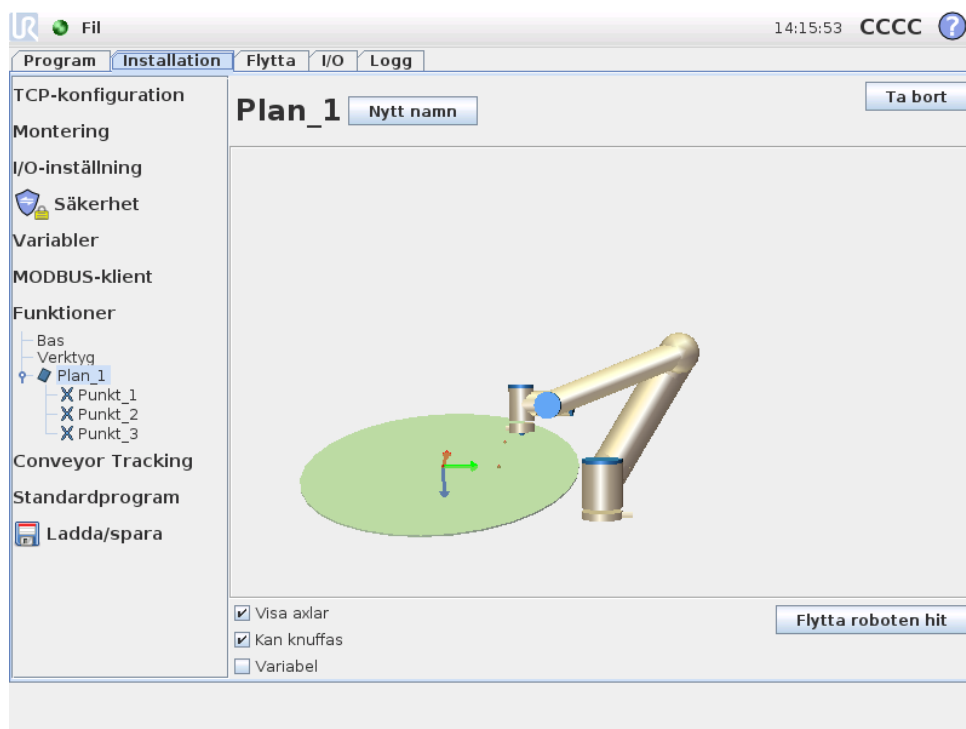 UR Fil 14:15:53 CCCC ?
Program Installation Flytta I/O Logg
TCP-konfiguration
Montering
I/O-inställning
Säkerhet
Variabler
MODBUS-klient
Funktioner
Bas
Verktyg
Plan_1
Punkt_1
Punkt_2
Punkt_3
Conveyor Tracking
Standardprogram
Ladda/spara
Plan_1 Nytt namn Ta bort
Visa axlar
Kan knuffas
Variabel
Flytta roboten hit